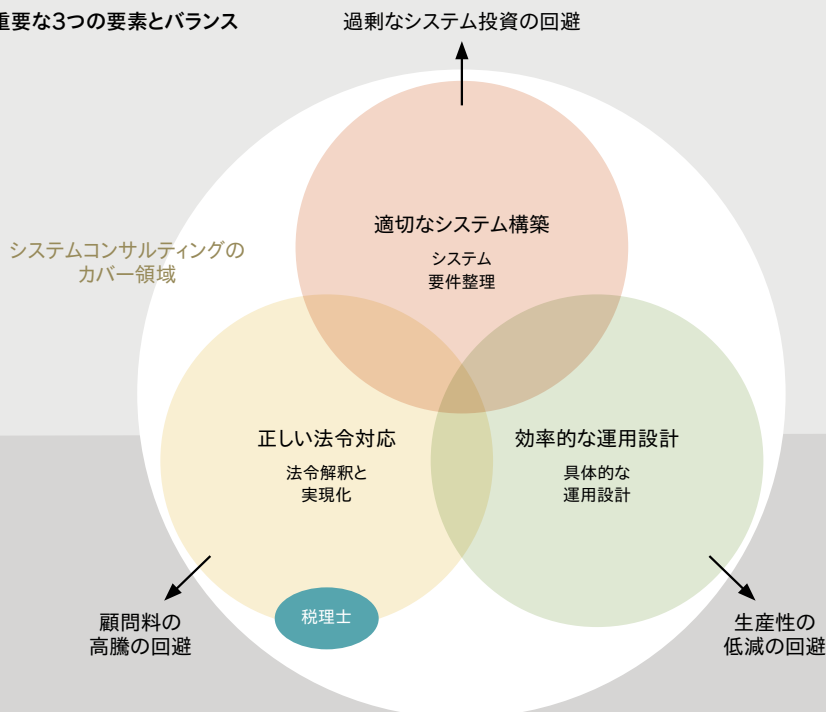 重要な3つの要素とバランス
過剰なシステム投資の回避
適切なシステム構築
システム
要件整理
システムコンサルティングの
カバー領域
正しい法令対応
法令解釈と
実現化
効率的な運用設計
具体的な
運用設計
税理士
顧問料の
高騰の回避
生産性の
低減の回避